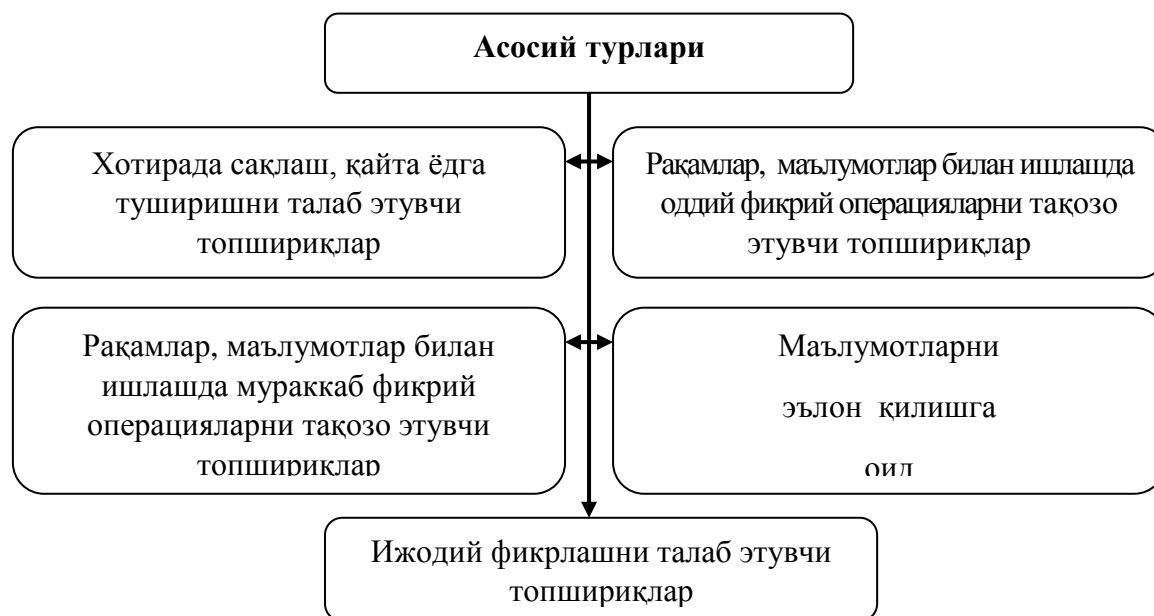 Асосий турлари
Хотирада сақлаш, қайта ёдга
туширишни талаб этувчи
топшириқлар
Рақамлар, маълумотлар билан ишлашда
оддий фикрий операцияларни тақозо
этувчи топшириқлар
Рақамлар, маълумотлар билан
ишлашда мураккаб фикрий
операцияларни тақозо этувчи
топшириқлар
Маълумотларни
эълон қилишга
оид
Ижодий фикрлашни талаб этувчи
топшириқлар